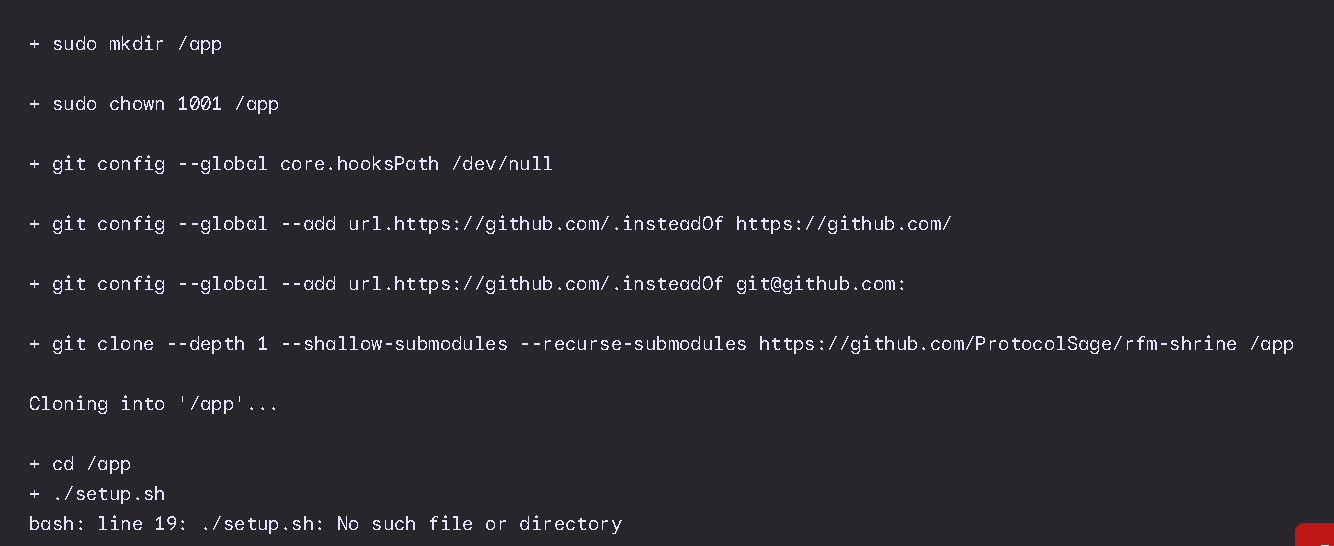 + sudo mkdir /app
+ sudo chown 1001 /app
+ git config --global core.hooksPath /dev/null
+ git config --global --add url.https://github.com/.insteadOf https://github.com/
+ git config --global --add url.https://github.com/.insteadOf git@github.com:
+ git clone --depth 1 --shallow-submodules --recurse-submodules https://github.com/ProtocolSage/rfm-shrine /app
Cloning into '/app'...
+ cd /app
+ ./setup.sh
bash: line 19: ./setup.sh: No such file or directory